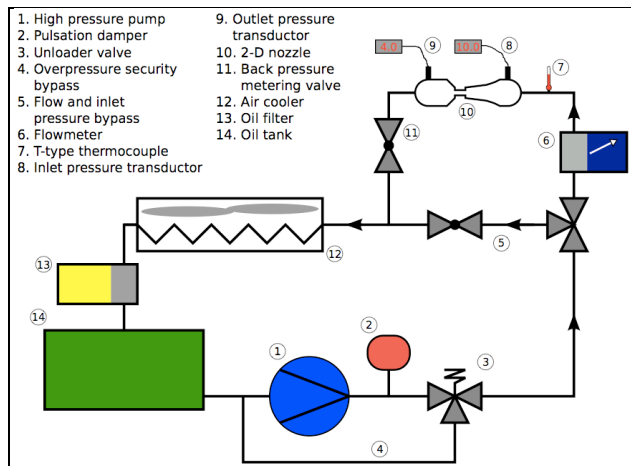 1. High pressure pump
2. Pulsation damper
3. Unloader valve
4. Overpressure security
bypass
5. Flow and inlet
pressure bypass
6. Flowmeter
7. T-type thermocouple
8. Inlet pressure transductor
9. Outlet pressure
transductor
10. 2-D nozzle
11. Back pressure
metering valve
12. Air cooler
13. Oil filter
14. Oil tank
4.0
9
10.0
8
7
10
11
6
5
12
13
14
2
1
3
4